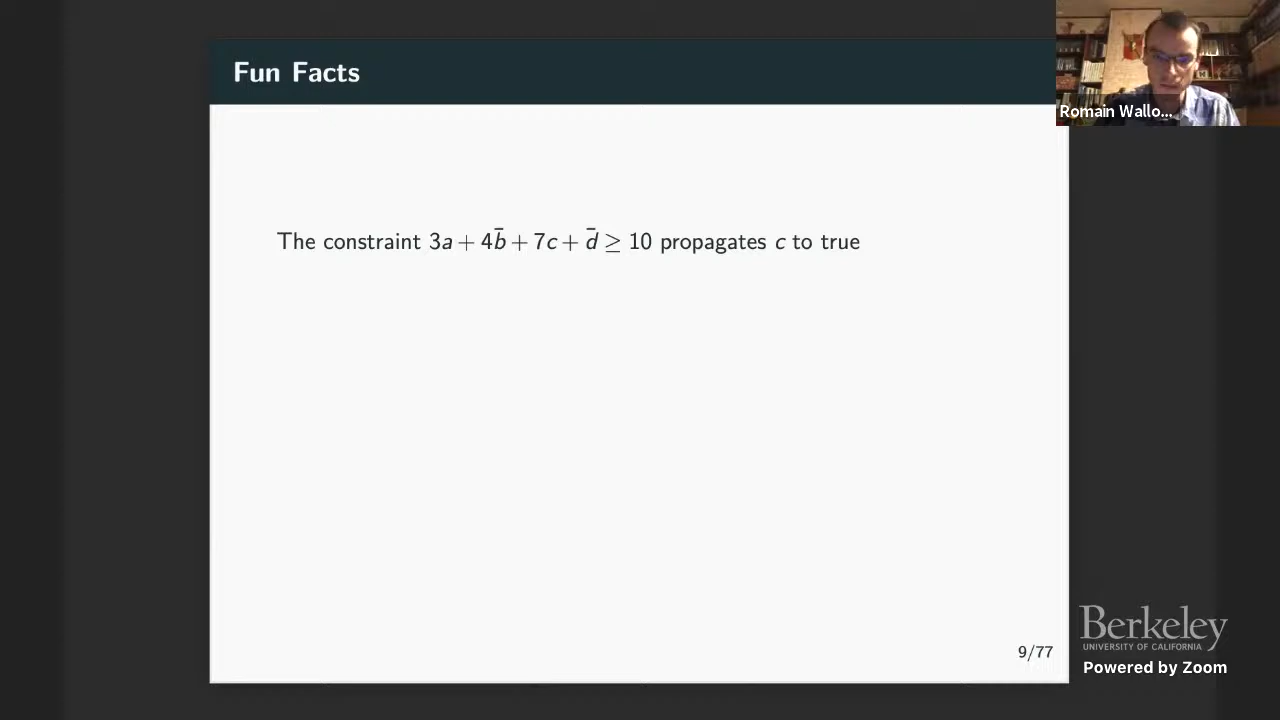 Fun Facts
Romain Wallo...
The constraint 3a + 4b̄ + 7c + d̄ ≥ 10 propagates c to true
Berkeley
UNIVERSITY OF CALIFORNIA
9/77
Powered by Zoom